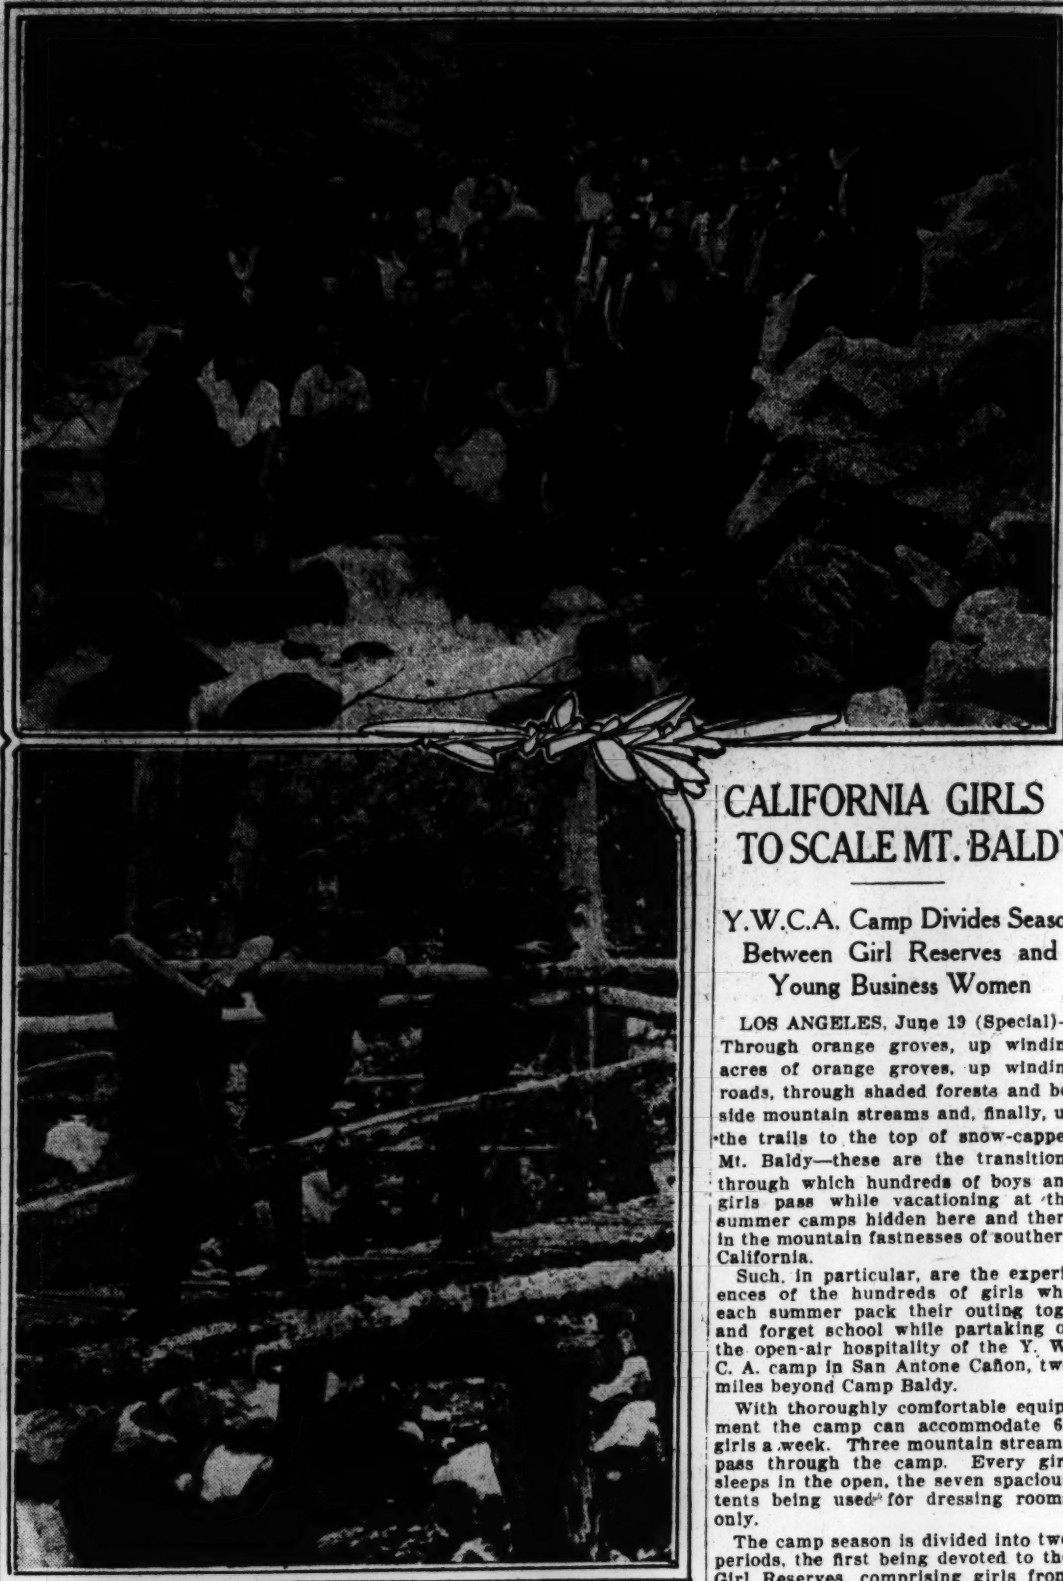 CALIFORNIA GIRLS
TO SCALE MT. BALDY
Y.W.C.A. Camp Divides Seaso
Between Girl Reserves and
Young Business Women
LOS ANGELES, June 19 (Special)—
Through orange groves, up windin
acres of orange groves, up windin
roads, through shaded forests and be
side mountain streams and, finally, u
the trails to the top of snow-cappe
Mt. Baldy—these are the transition
through which hundreds of boys an
girls pass while vacationing at th
summer camps hidden here and ther
in the mountain fastnesses of souther
California.
Such, in particular, are the experi
ences of the hundreds of girls wh
each summer pack their outing tog
and forget school while partaking o
the open-air hospitality of the Y. W
C. A. camp in San Antone Cañon, tw
miles beyond Camp Baldy.
With thoroughly comfortable equip
ment the camp can accommodate 6
girls a week. Three mountain stream
pass through the camp. Every gir
sleeps in the open, the seven spaciou
tents being used for dressing room
only.
The camp season is divided into tw
periods, the first being devoted to th
Girl Reserves, comprising girls from